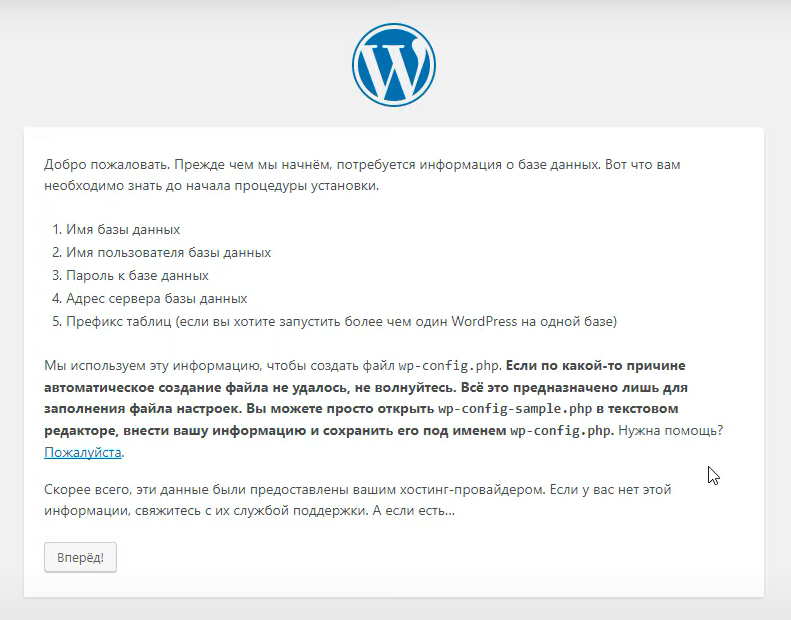 Добро пожаловать. Прежде чем мы начнём, потребуется информация о базе данных. Вот что вам
необходимо знать до начала процедуры установки.
1. Имя базы данных
2. Имя пользователя базы данных
3. Пароль к базе данных
4. Адрес сервера базы данных
5. Префикс таблиц (если вы хотите запустить более чем один WordPress на одной базе)
Мы используем эту информацию, чтобы создать файл wp-config.php. Если по какой-то причине
автоматическое создание файла не удалось, не волнуйтесь. Всё это предназначено лишь для
заполнения файла настроек. Вы можете просто открыть wp-config-sample.php в текстовом
редакторе, внести вашу информацию и сохранить его под именем wp-config.php. Нужна помощь?
Пожалуйста.
Скорее всего, эти данные были предоставлены вашим хостинг-провайдером. Если у вас нет этой
информации, свяжитесь с их службой поддержки. А если есть…
Вперёд!